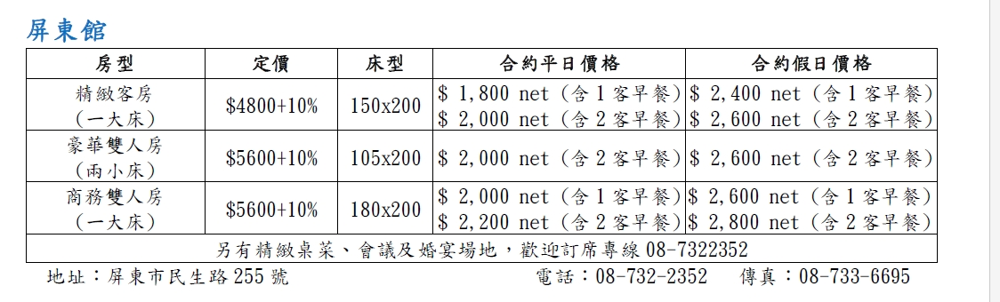 屏東館
房型 定價 床型 合約平日價格 合約假日價格
精緻客房 $4800+10% 150x200 $ 1,800 net (含 1 客早餐) $ 2,400 net (含 1 客早餐)
(一大床) $ 2,000 net (含 2 客早餐) $ 2,600 net (含 2 客早餐)
豪華雙人房 $5600+10% 105x200 $ 2,000 net (含 2 客早餐) $ 2,600 net (含 2 客早餐)
(兩小床)
商務雙人房 $5600+10% 180x200 $ 2,000 net (含 1 客早餐) $ 2,600 net (含 1 客早餐)
(一大床) $ 2,200 net (含 2 客早餐) $ 2,800 net (含 2 客早餐)
另有精緻桌菜、會議及婚宴場地，歡迎訂席專線 08-7322352
地址：屏東市民生路 255 號 電話：08-732-2352 傳真：08-733-6695